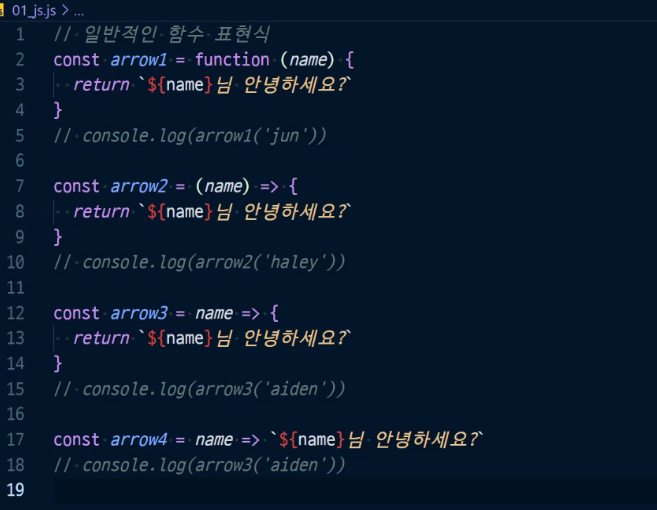 01_js.js > ...
1 // 일반적인 함수 표현식
2 const arrow1 = function (name) {
3 return `${name}님 안녕하세요?`
4 }
5 // console.log(arrow1('jun'))
6
7 const arrow2 = (name) => {
8 return `${name}님 안녕하세요?`
9 }
10 // console.log(arrow2('haley'))
11
12 const arrow3 = name => {
13 return `${name}님 안녕하세요?`
14 }
15 // console.log(arrow3('aiden'))
16
17 const arrow4 = name => `${name}님 안녕하세요?`
18 // console.log(arrow3('aiden'))
19